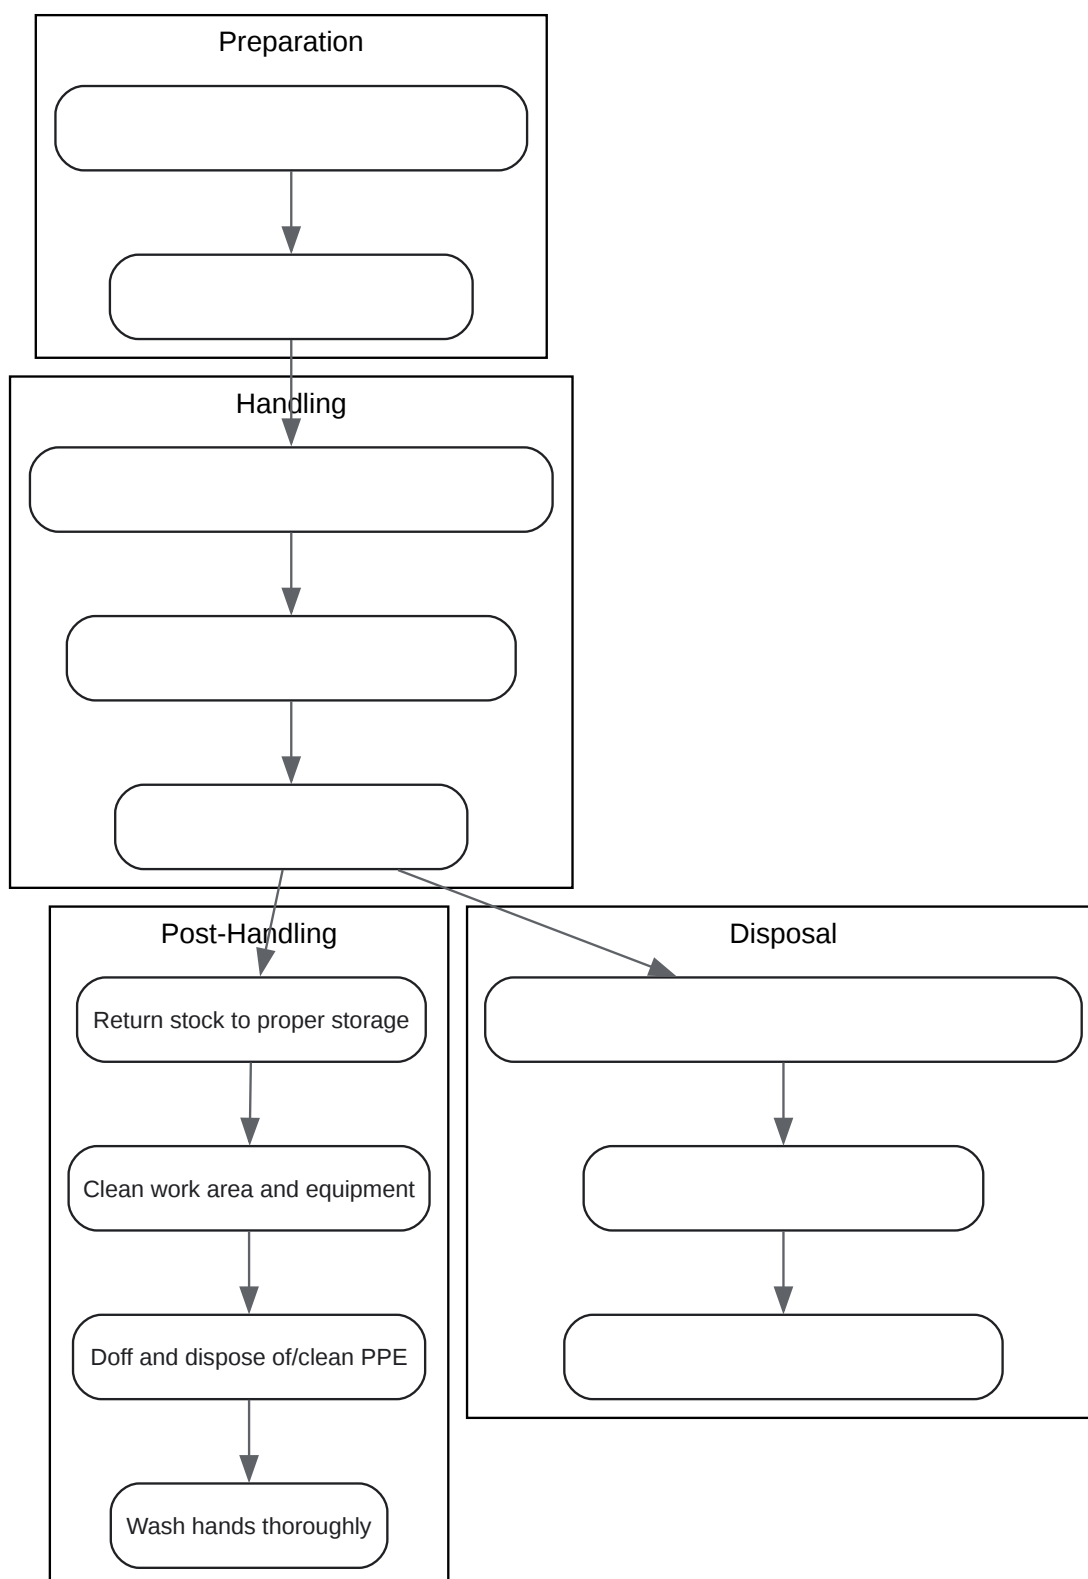 Preparation
Handling
Post-Handling
Disposal
Return stock to proper storage
Clean work area and equipment
Doff and dispose of/clean PPE
Wash hands thoroughly